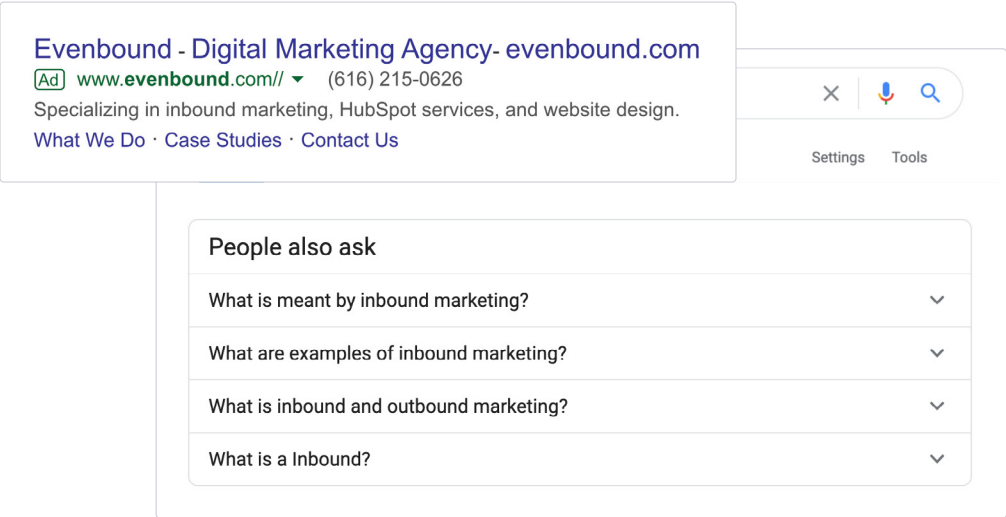 Evenbound - Digital Marketing Agency- evenbound.com
Ad www.evenbound.com// (616) 215-0626
Specializing in inbound marketing, HubSpot services, and website design.
What We Do · Case Studies · Contact Us
Settings Tools
People also ask
What is meant by inbound marketing?
What are examples of inbound marketing?
What is inbound and outbound marketing?
What is a Inbound?